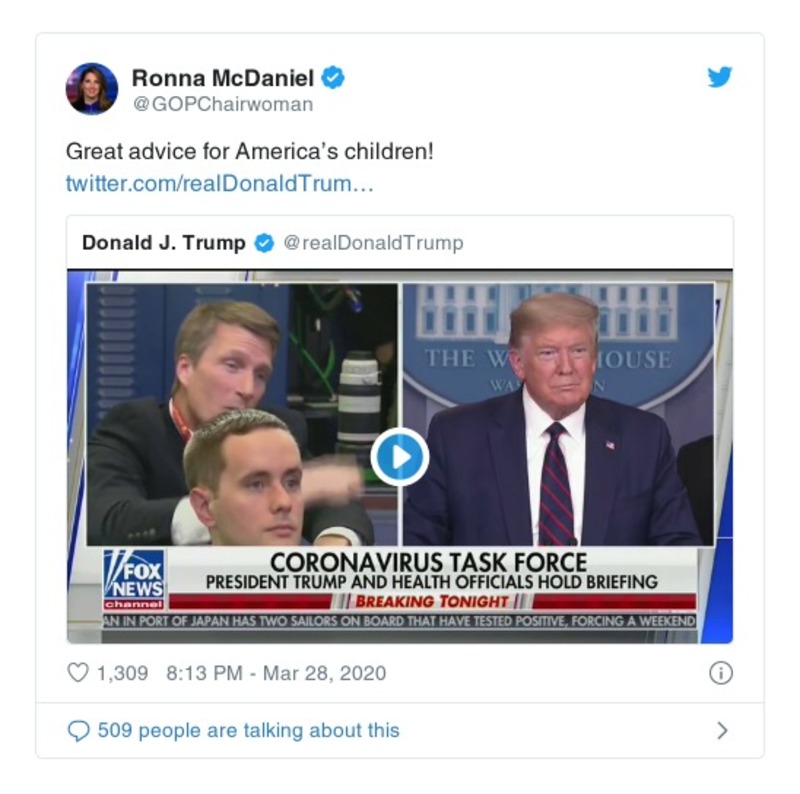 Ronna McDaniel
@GOPChairwoman
Great advice for America's children!
twitter.com/realDonaldTrum…
Donald J. Trump @realDonaldTrump
THE W HOUSE
WAS N
CORONAVIRUS TASK FORCE
PRESIDENT TRUMP AND HEALTH OFFICIALS HOLD BRIEFING
FOX
NEWS
channel
BREAKING TONIGHT
AN IN PORT OF JAPAN HAS TWO SAILORS ON BOARD THAT HAVE TESTED POSITIVE, FORCING A WEEKEND
1,309 8:13 PM - Mar 28, 2020
509 people are talking about this